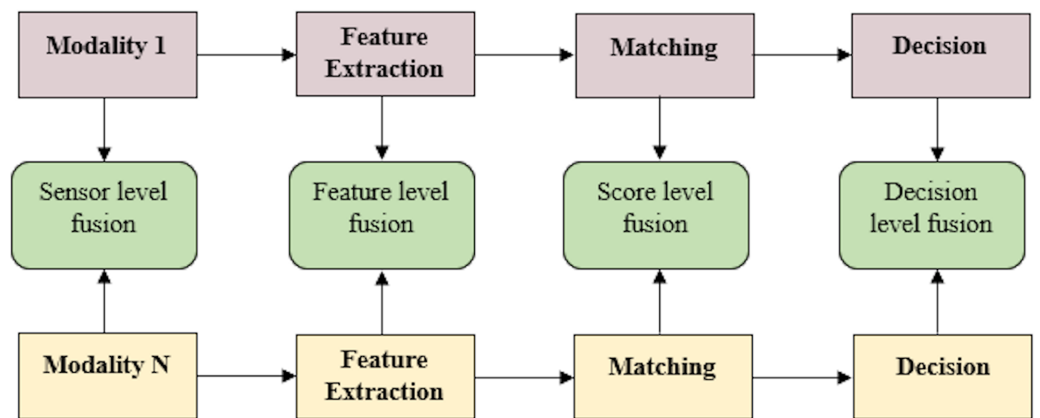 Modality 1
Feature
Extraction
Matching
Decision
Sensor level
fusion
Feature level
fusion
Score level
fusion
Decision
level fusion
Modality N
Feature
Extraction
Matching
Decision